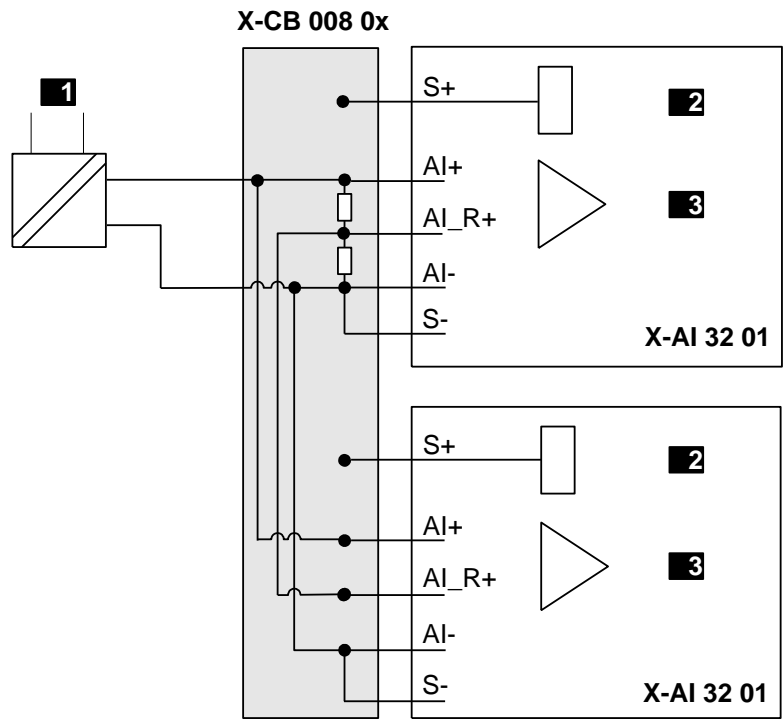 X-CB 008 0x
1
S+
2
AI+
3
AI_R+
AI-
S-
X-AI 32 01
S+
2
AI+
3
AI_R+
AI-
S-
X-AI 32 01